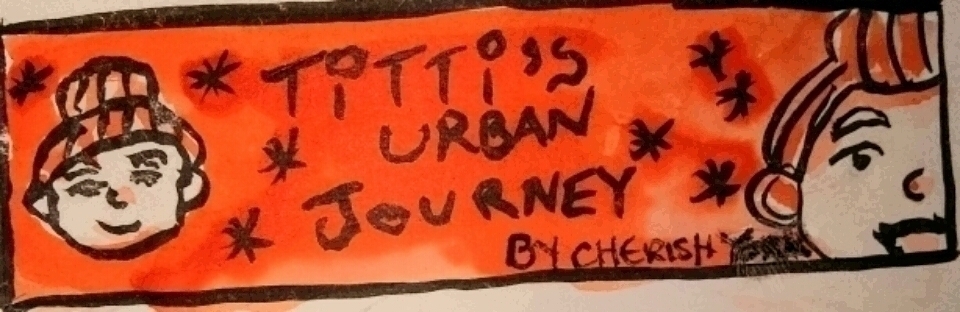 TiTTi's
URBAN
JOURNEY
BY CHERISH